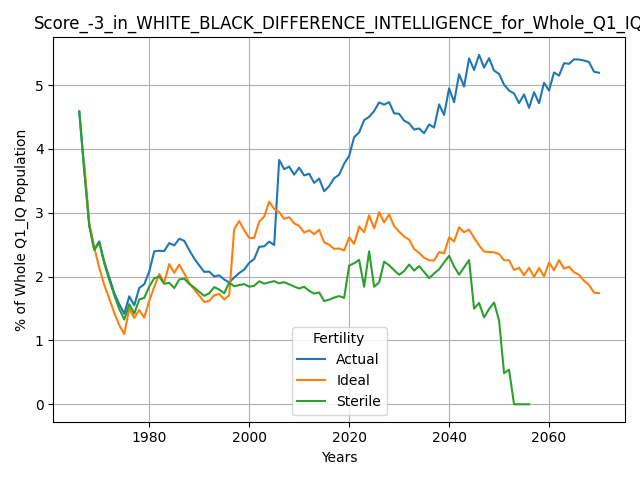 Score_-3_in_WHITE_BLACK_DIFFERENCE_INTELLIGENCE_for_Whole_Q1_IQ
% of Whole Q1_IQ Population
5
4
3
2
1
0
Fertility
Actual
Ideal
Sterile
1980 2000 2020 2040 2060
Years